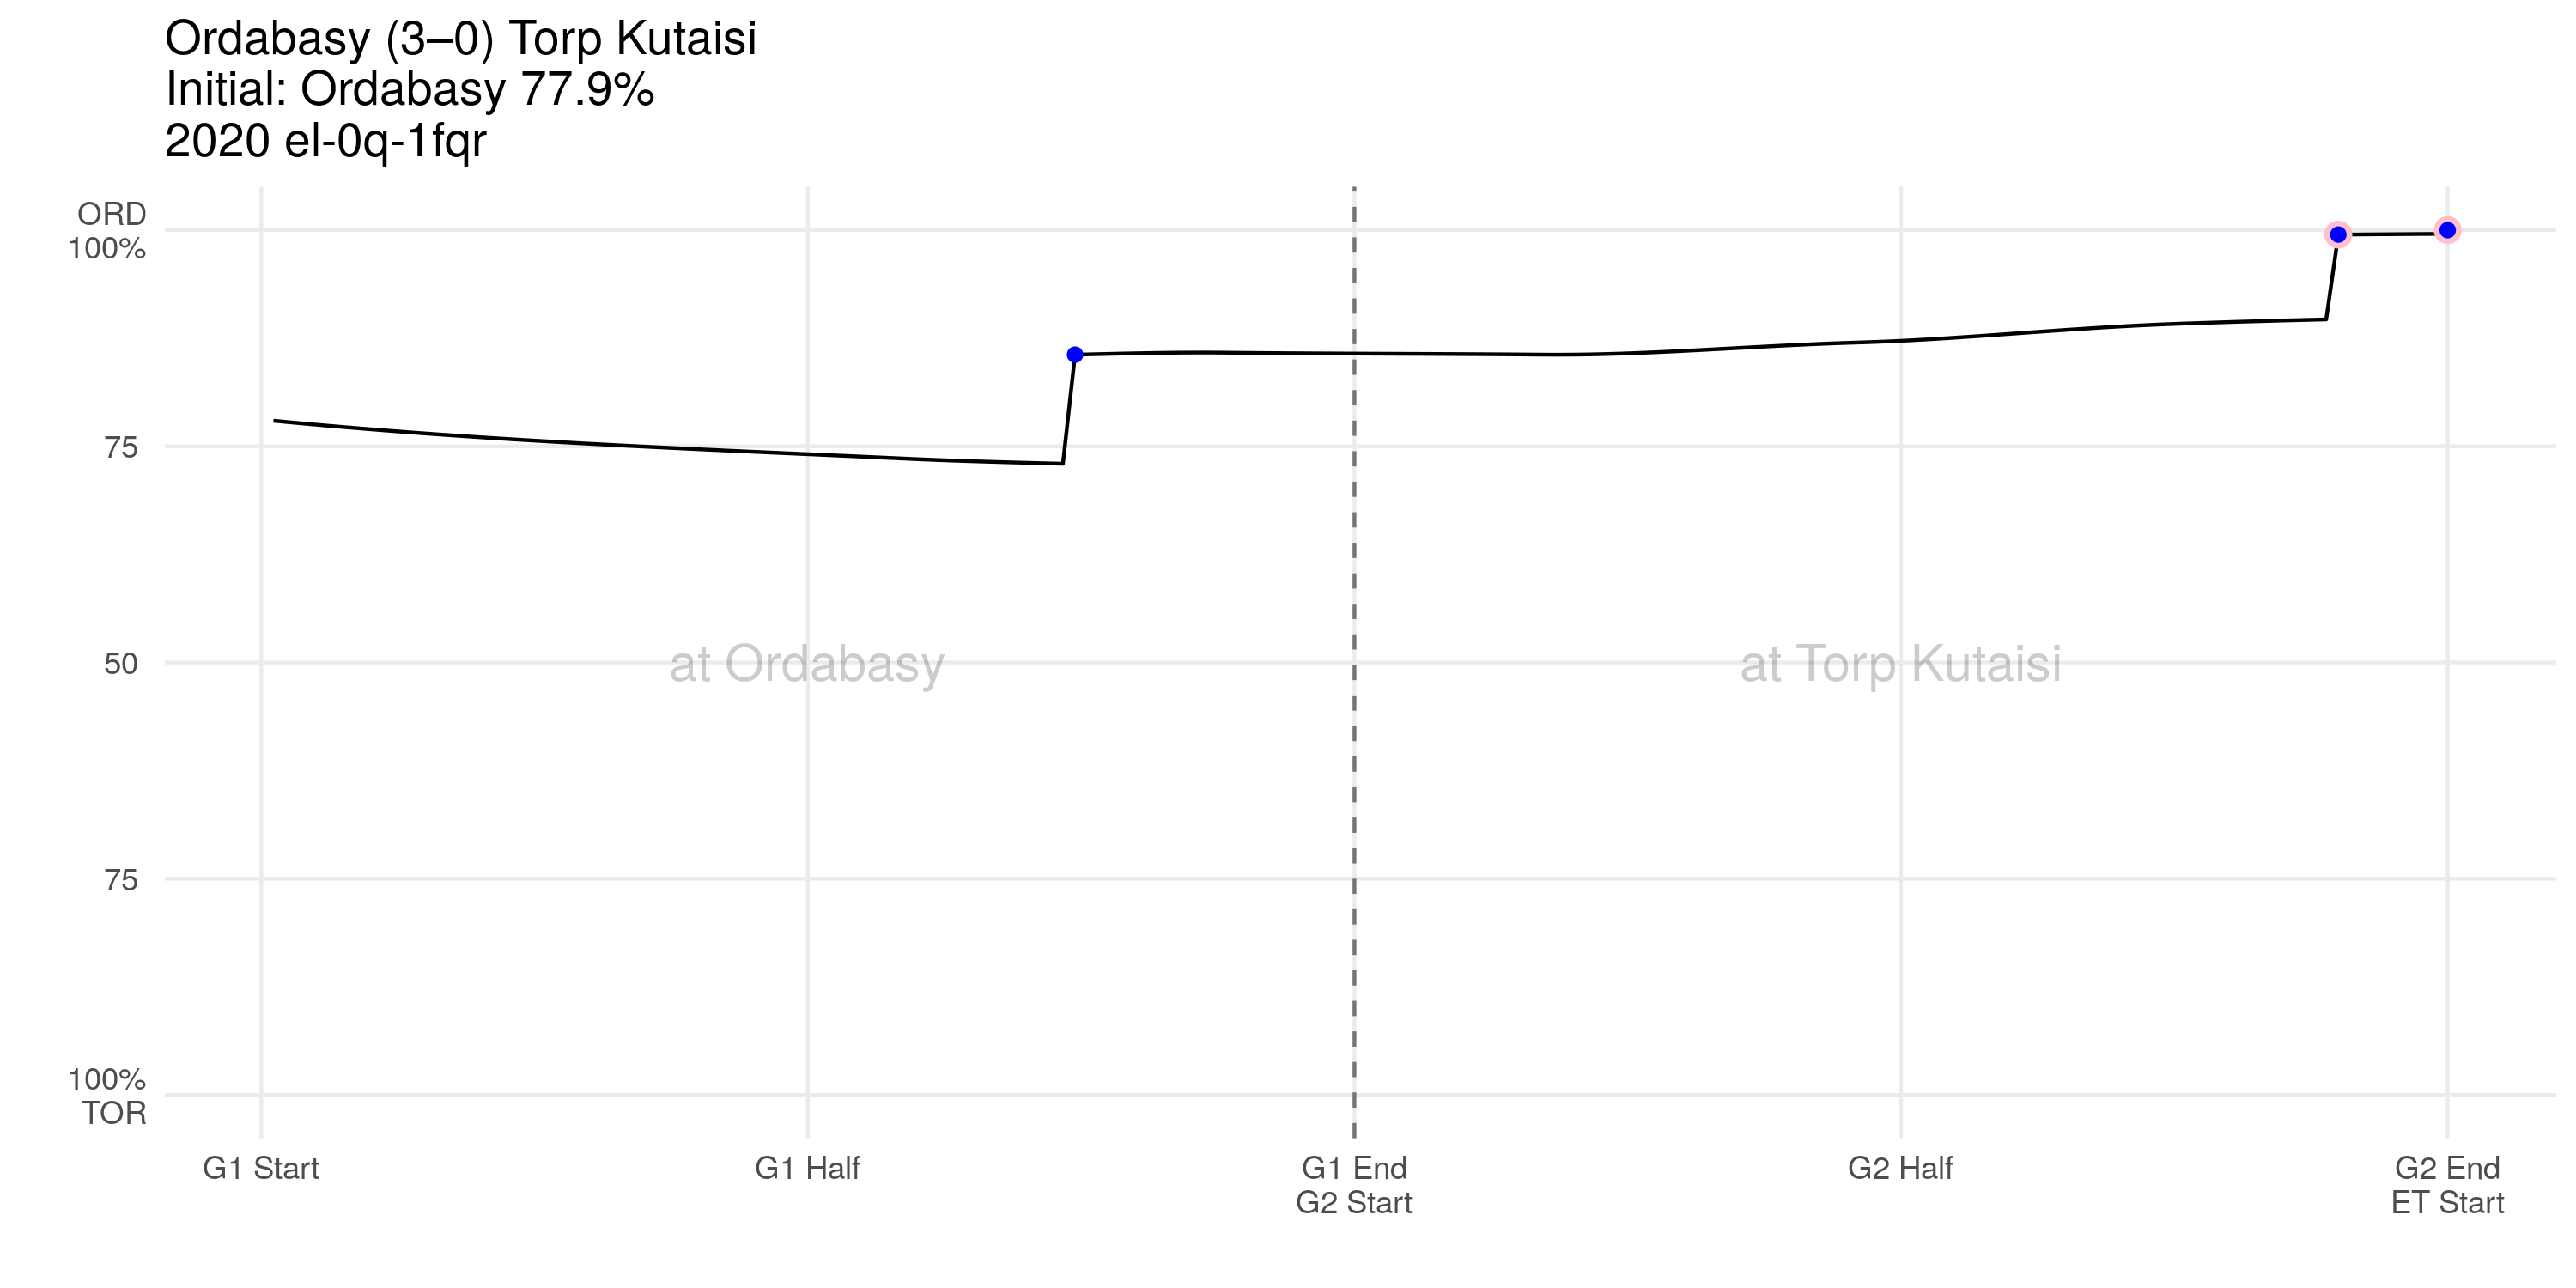 Ordabasy (3–0) Torp Kutaisi
Initial: Ordabasy 77.9%
2020 el-0q-1fqr
ORD
100%
75
50
75
100%
TOR
at Ordabasy
at Torp Kutaisi
G1 Start
G1 Half
G1 End
G2 Start
G2 Half
G2 End
ET Start